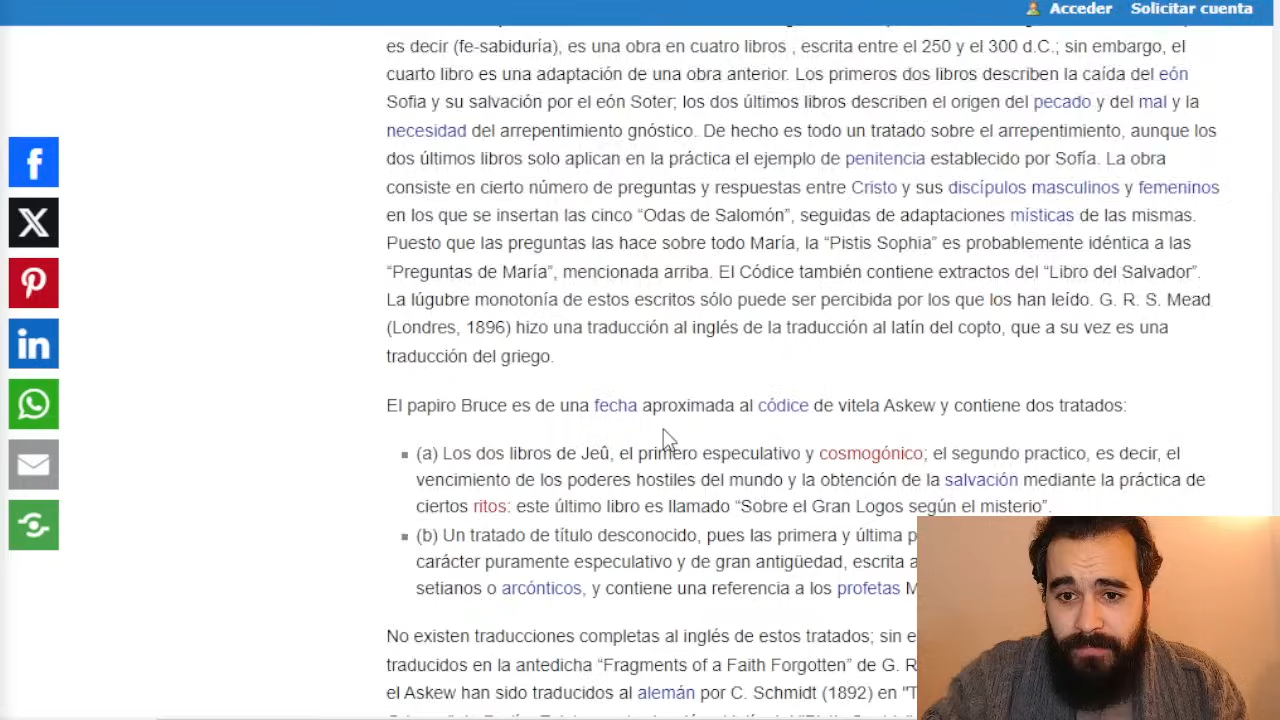 Acceder Solicitar cuenta
es decir (fe-sabiduría), es una obra en cuatro libros , escrita entre el 250 y el 300 d.C.; sin embargo, el
cuarto libro es una adaptación de una obra anterior. Los primeros dos libros describen la caída del eón
Sofia y su salvación por el eón Soter; los dos últimos libros describen el origen del pecado y del mal y la
necesidad del arrepentimiento gnóstico. De hecho es todo un tratado sobre el arrepentimiento, aunque los
dos últimos libros solo aplican en la práctica el ejemplo de penitencia establecido por Sofía. La obra
consiste en cierto número de preguntas y respuestas entre Cristo y sus discípulos masculinos y femeninos
en los que se insertan las cinco “Odas de Salomón”, seguidas de adaptaciones místicas de las mismas.
Puesto que las preguntas las hace sobre todo María, la “Pistis Sophia” es probablemente idéntica a las
“Preguntas de María”, mencionada arriba. El Códice también contiene extractos del “Libro del Salvador”.
La lúgubre monotonía de estos escritos sólo puede ser percibida por los que los han leído. G. R. S. Mead
(Londres, 1896) hizo una traducción al inglés de la traducción al latín del copto, que a su vez es una
traducción del griego.
El papiro Bruce es de una fecha aproximada al códice de vitela Askew y contiene dos tratados:
(a) Los dos libros de Jeû, el primero especulativo y cosmogónico; el segundo practico, es decir, el
vencimiento de los poderes hostiles del mundo y la obtención de la salvación mediante la práctica de
ciertos ritos: este último libro es llamado “Sobre el Gran Logos según el misterio”.
(b) Un tratado de título desconocido, pues las primera y última p
carácter puramente especulativo y de gran antigüedad, escrita a
setianos o arcónticos, y contiene una referencia a los profetas M
No existen traducciones completas al inglés de estos tratados; sin e
traducidos en la antedicha “Fragments of a Faith Forgotten” de G. R
el Askew han sido traducidos al alemán por C. Schmidt (1892) en "T